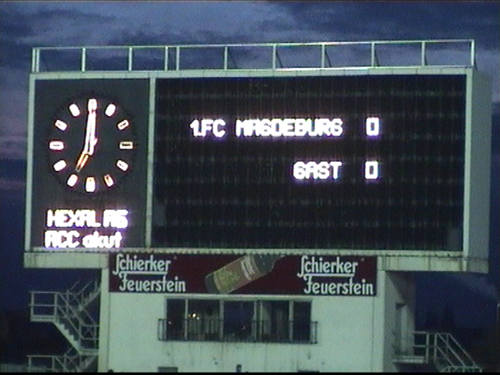 1.FC MAGDEBURG 0
GAST 0
HEXAL AG
ACC akut
Schierker Feuerstein
Schierker Feuerstein